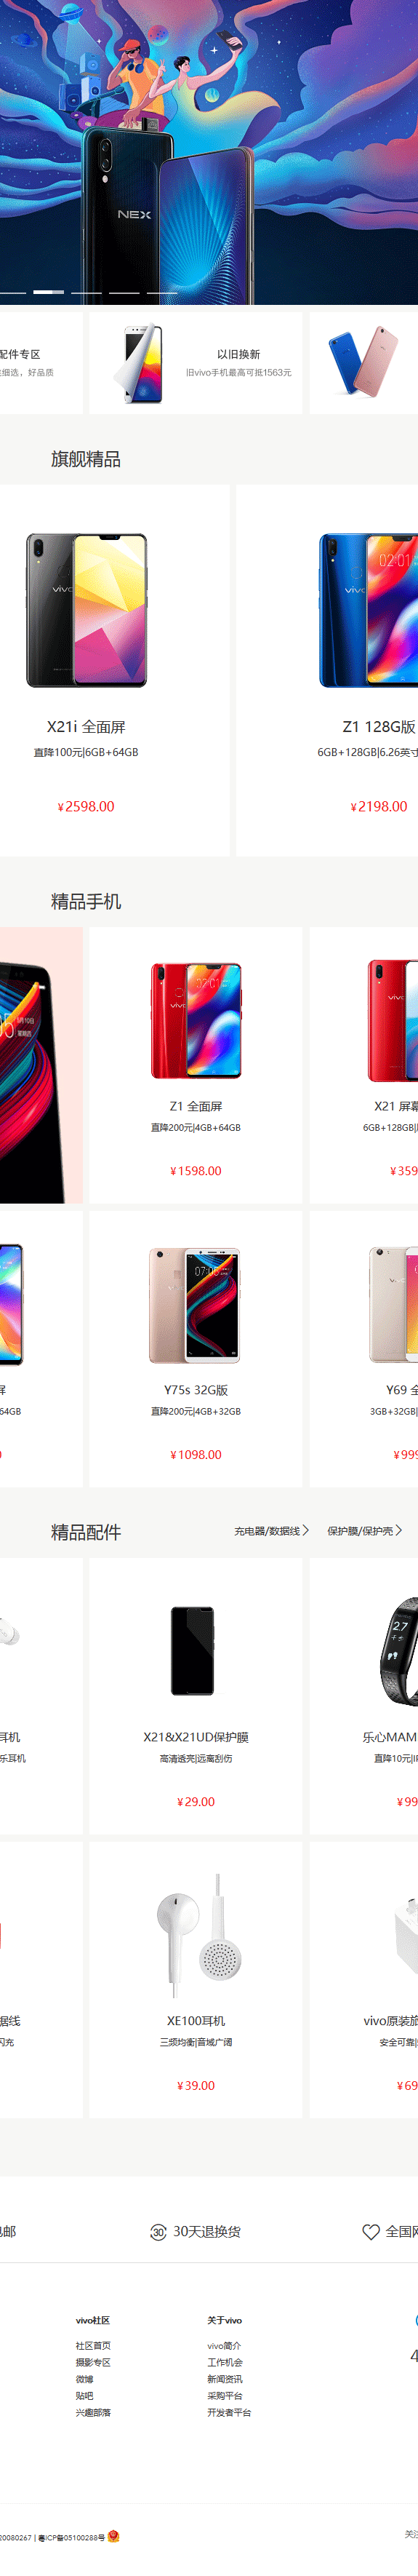 NEX
配件专区
以旧换新
细选，好品质
旧vivo手机最高可抵1563元
旗舰精品
vivo
X21i 全面屏
Z1 128G版
直降100元|6GB+64GB
6GB+128GB|6.26英寸
¥2598.00
¥2198.00
精品手机
Z1 全面屏
X21 屏幕
直降200元|4GB+64GB
6GB+128GB|
¥1598.00
¥359
屏
Y75s 32G版
Y69 全
64GB
直降200元|4GB+32GB
3GB+32GB|
¥1098.00
¥999
精品配件
充电器/数据线
保护膜/保护壳
耳机
X21&X21UD保护膜
乐心MAM
乐耳机
高清透亮|远离刮伤
直降10元|IP
¥29.00
¥99
据线
XE100耳机
vivo原装旅
闪充
三频均衡|音域广阔
安全可靠|
¥39.00
¥69
包邮
30天退换货
全国网
vivo社区
关于vivo
社区首页
vivo简介
摄影专区
工作机会
微博
新闻资讯
贴吧
采购平台
兴趣部落
开发者平台
4
20080267 | 粤ICP备05100288号
关注